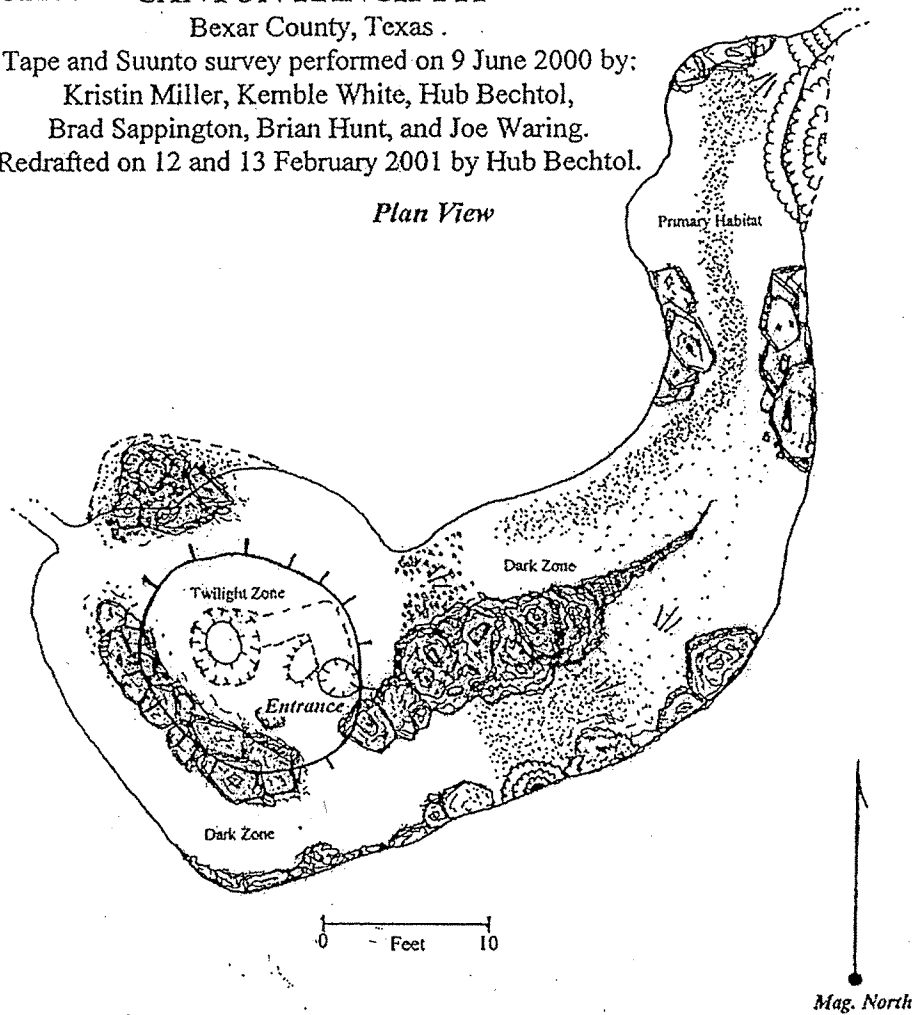 Bexar County, Texas .
Tape and Suunto survey performed on 9 June 2000 by:
Kristin Miller, Kemble White, Hub Bechtol,
Brad Sappington, Brian Hunt, and Joe Waring.
Redrafted on 12 and 13 February 2001 by Hub Bechtol.
Plan View
Primary Habitat
Dark Zone
Twilight Zone
Entrance
Dark Zone
0 Feet 10
Mag. North